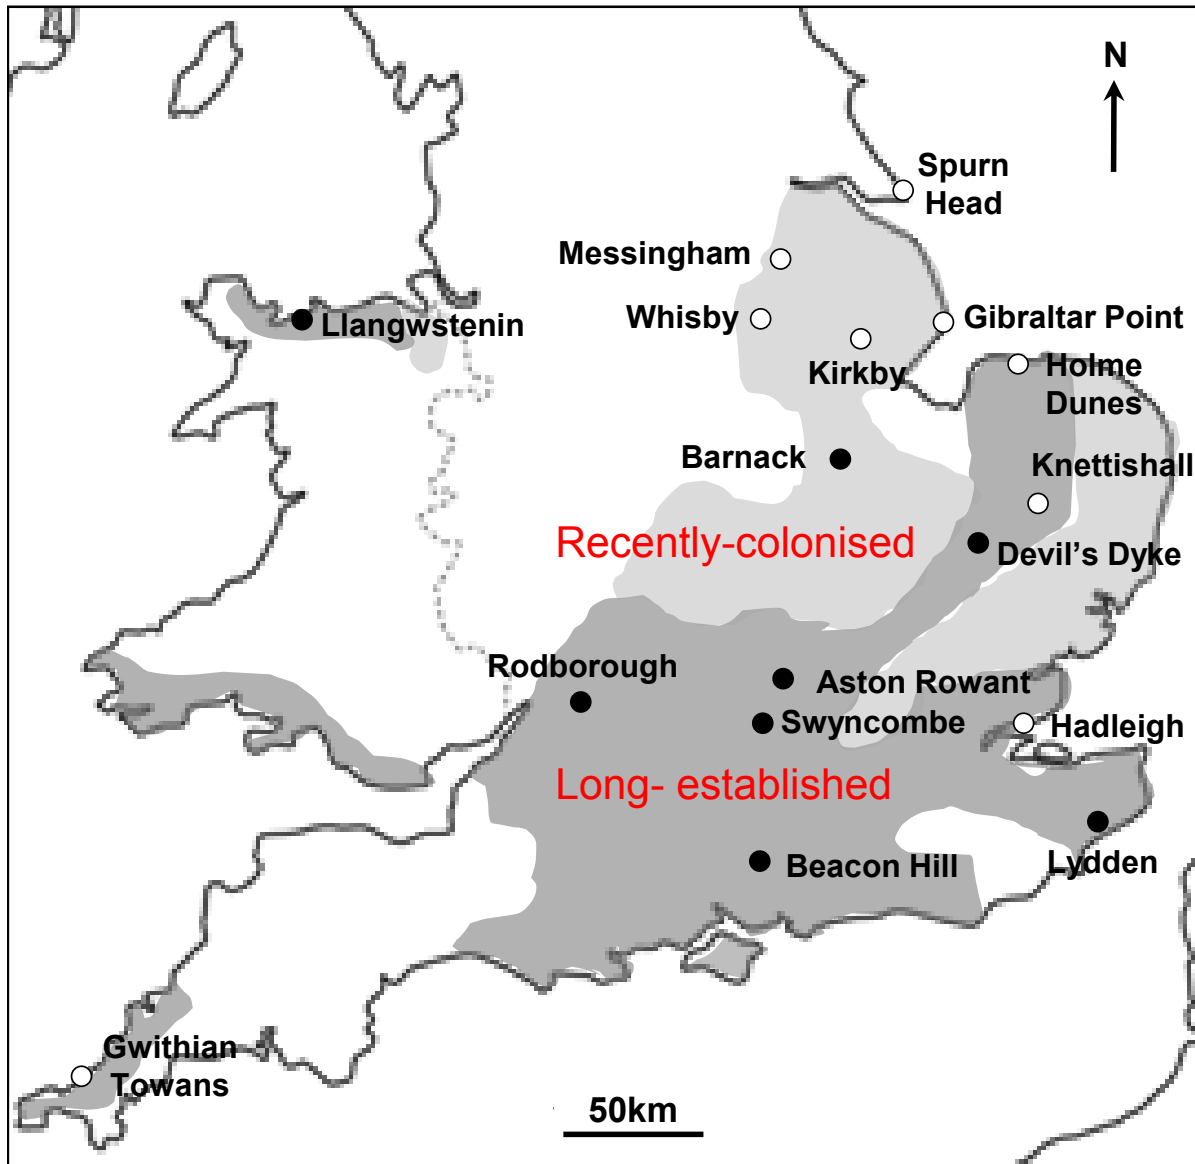 N
Spurn
Head
Messingham
Whisby
Gibraltar Point
Llangwstenin
Kirkby
Holme
Dunes
Barnack
Knettishall
Recently-colonised
Devil’s Dyke
Rodborough
Aston Rowant
Swyncombe
Hadleigh
Long- established
Beacon Hill
Lydden
Gwithian
Towans
50km